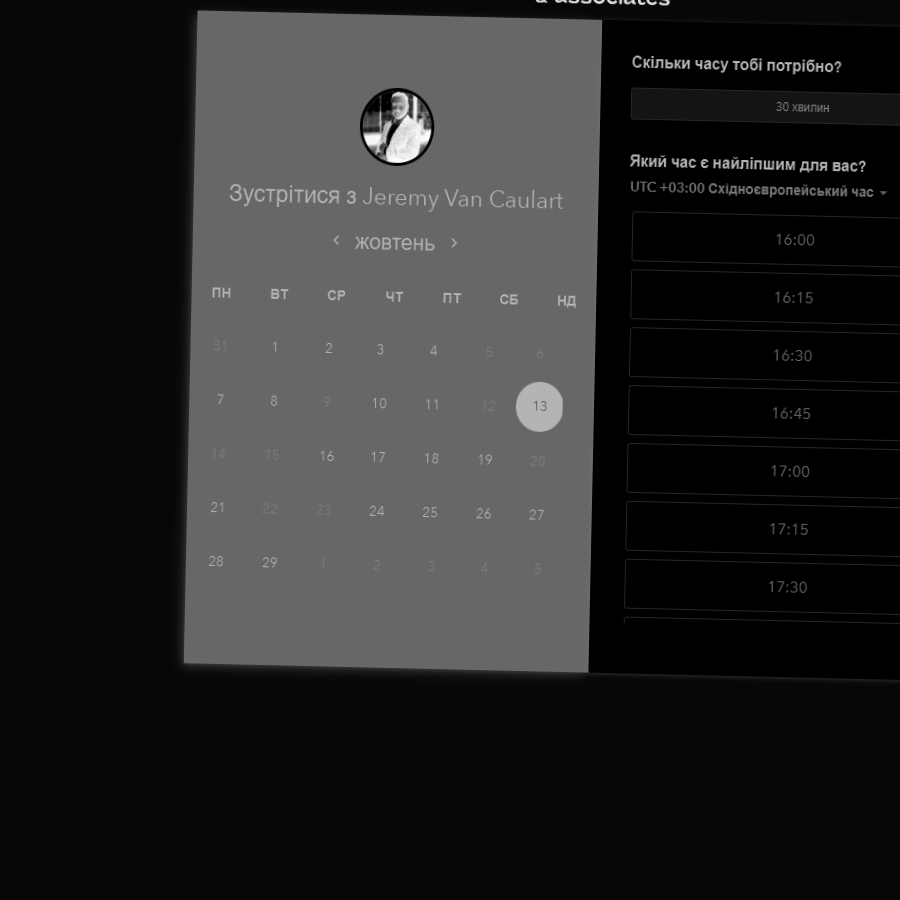 & associates
Зустрітися з Jeremy Van Caulart
жовтень
ПН ВТ СР ЧТ ПТ СБ НД
31 1 2 3 4 5 6
7 8 9 10 11 12 13
14 15 16 17 18 19 20
21 22 23 24 25 26 27
28 29 1 2 3 4 5
Скільки часу тобі потрібно?
30 хвилин
Який час є найліпшим для вас?
UTC +03:00 Східноєвропейський час
16:00
16:15
16:30
16:45
17:00
17:15
17:30